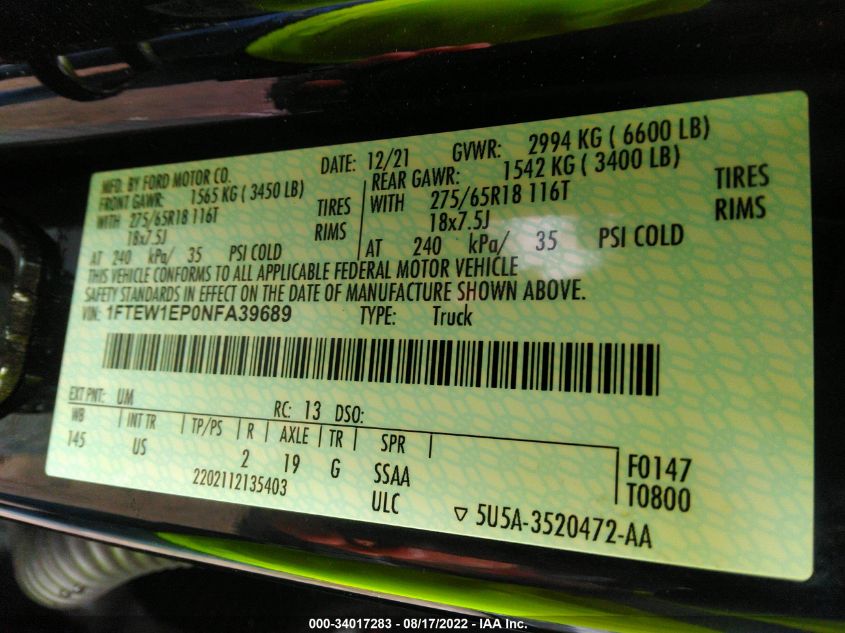 MFD. BY FORD MOTOR CO. DATE: 12/21 GVWR: 2994 KG ( 6600 LB)
FRONT GAWR: 1565 KG ( 3450 LB) REAR GAWR: 1542 KG ( 3400 LB)
WITH 275/65R18 116T TIRES WITH 275/65R18 116T TIRES
18x7.5J RIMS 18x7.5J RIMS
AT 240 kPa/ 35 PSI COLD AT 240 kPa/ 35 PSI COLD
THIS VEHICLE CONFORMS TO ALL APPLICABLE FEDERAL MOTOR VEHICLE
SAFETY STANDARDS IN EFFECT ON THE DATE OF MANUFACTURE SHOWN ABOVE.
VIN: 1FTEW1EP0NFA39689 TYPE: Truck
EXT PNT: UM RC: 13 DSO:
WB INT TR TP/PS R AXLE TR SPR
145 US 2 19 G SSAA F0147
2202112135403 ULC T0800
5U5A-3520472-AA
000-34017283 - 08/17/2022 - IAA Inc.